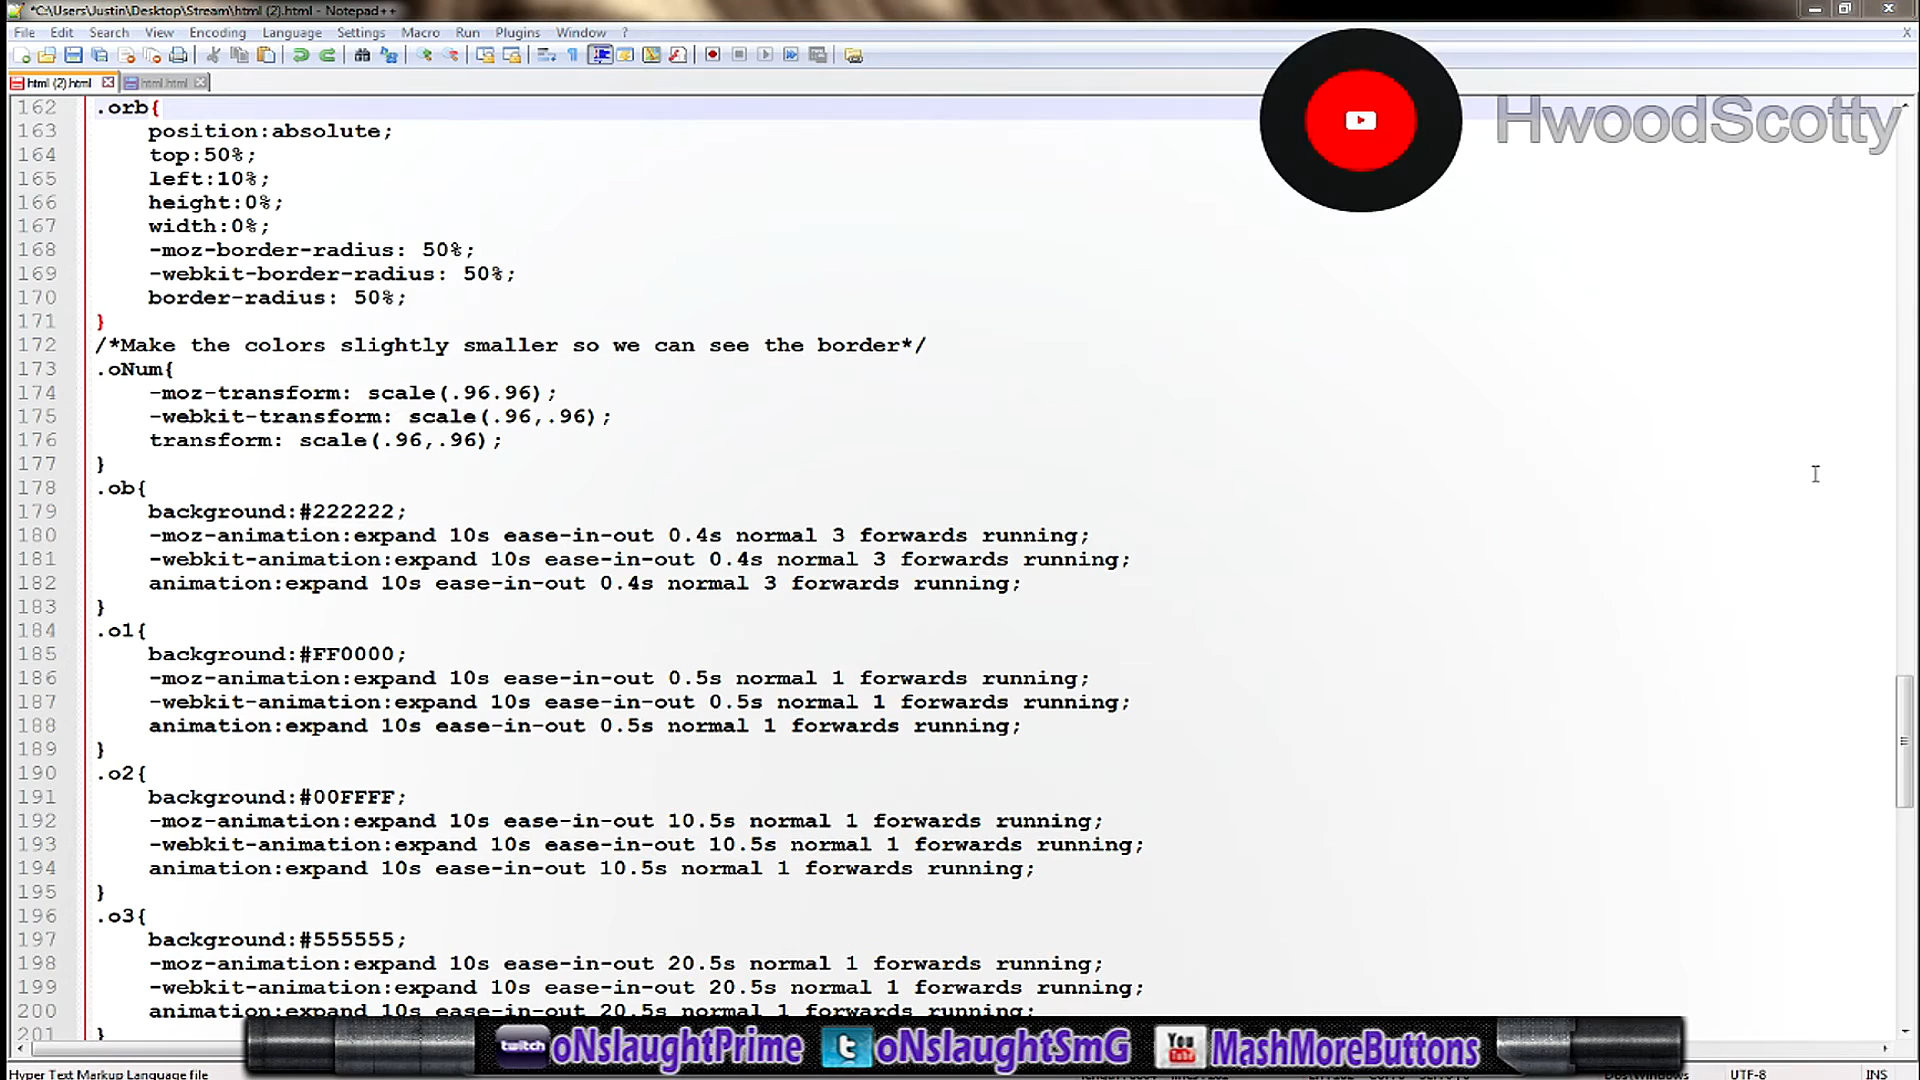 *C:\Users\Justin\Desktop\Stream\html (2).html - Notepad++
File Edit Search View Encoding Language Settings Macro Run Plugins Window ? X
html (2).html html.html
HwoodScotty
162 .orb{
163 position:absolute;
164 top:50%;
165 left:10%;
166 height:0%;
167 width:0%;
168 -moz-border-radius: 50%;
169 -webkit-border-radius: 50%;
170 border-radius: 50%;
171 }
172 /*Make the colors slightly smaller so we can see the border*/
173 .oNum{
174 -moz-transform: scale(.96.96);
175 -webkit-transform: scale(.96,.96);
176 transform: scale(.96,.96);
177 }
178 .ob{
179 background:#222222;
180 -moz-animation:expand 10s ease-in-out 0.4s normal 3 forwards running;
181 -webkit-animation:expand 10s ease-in-out 0.4s normal 3 forwards running;
182 animation:expand 10s ease-in-out 0.4s normal 3 forwards running;
183 }
184 .o1{
185 background:#FF0000;
186 -moz-animation:expand 10s ease-in-out 0.5s normal 1 forwards running;
187 -webkit-animation:expand 10s ease-in-out 0.5s normal 1 forwards running;
188 animation:expand 10s ease-in-out 0.5s normal 1 forwards running;
189 }
190 .o2{
191 background:#00FFFF;
192 -moz-animation:expand 10s ease-in-out 10.5s normal 1 forwards running;
193 -webkit-animation:expand 10s ease-in-out 10.5s normal 1 forwards running;
194 animation:expand 10s ease-in-out 10.5s normal 1 forwards running;
195 }
196 .o3{
197 background:#555555;
198 -moz-animation:expand 10s ease-in-out 20.5s normal 1 forwards running;
199 -webkit-animation:expand 10s ease-in-out 20.5s normal 1 forwards running;
200 animation:expand 10s ease-in-out 20.5s normal 1 forwards running;
201 }
twitch oNslaughtPrime oNslaughtSmG You Tube MashMoreButtons
Hyper Text Markup Language file UTF-8 INS